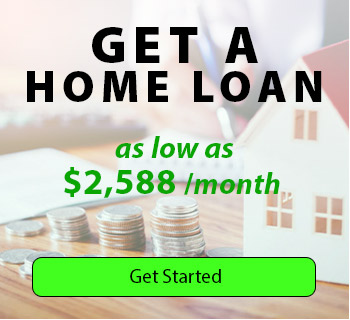 GET A
HOME LOAN
as low as
$2,588 /month
Get Started